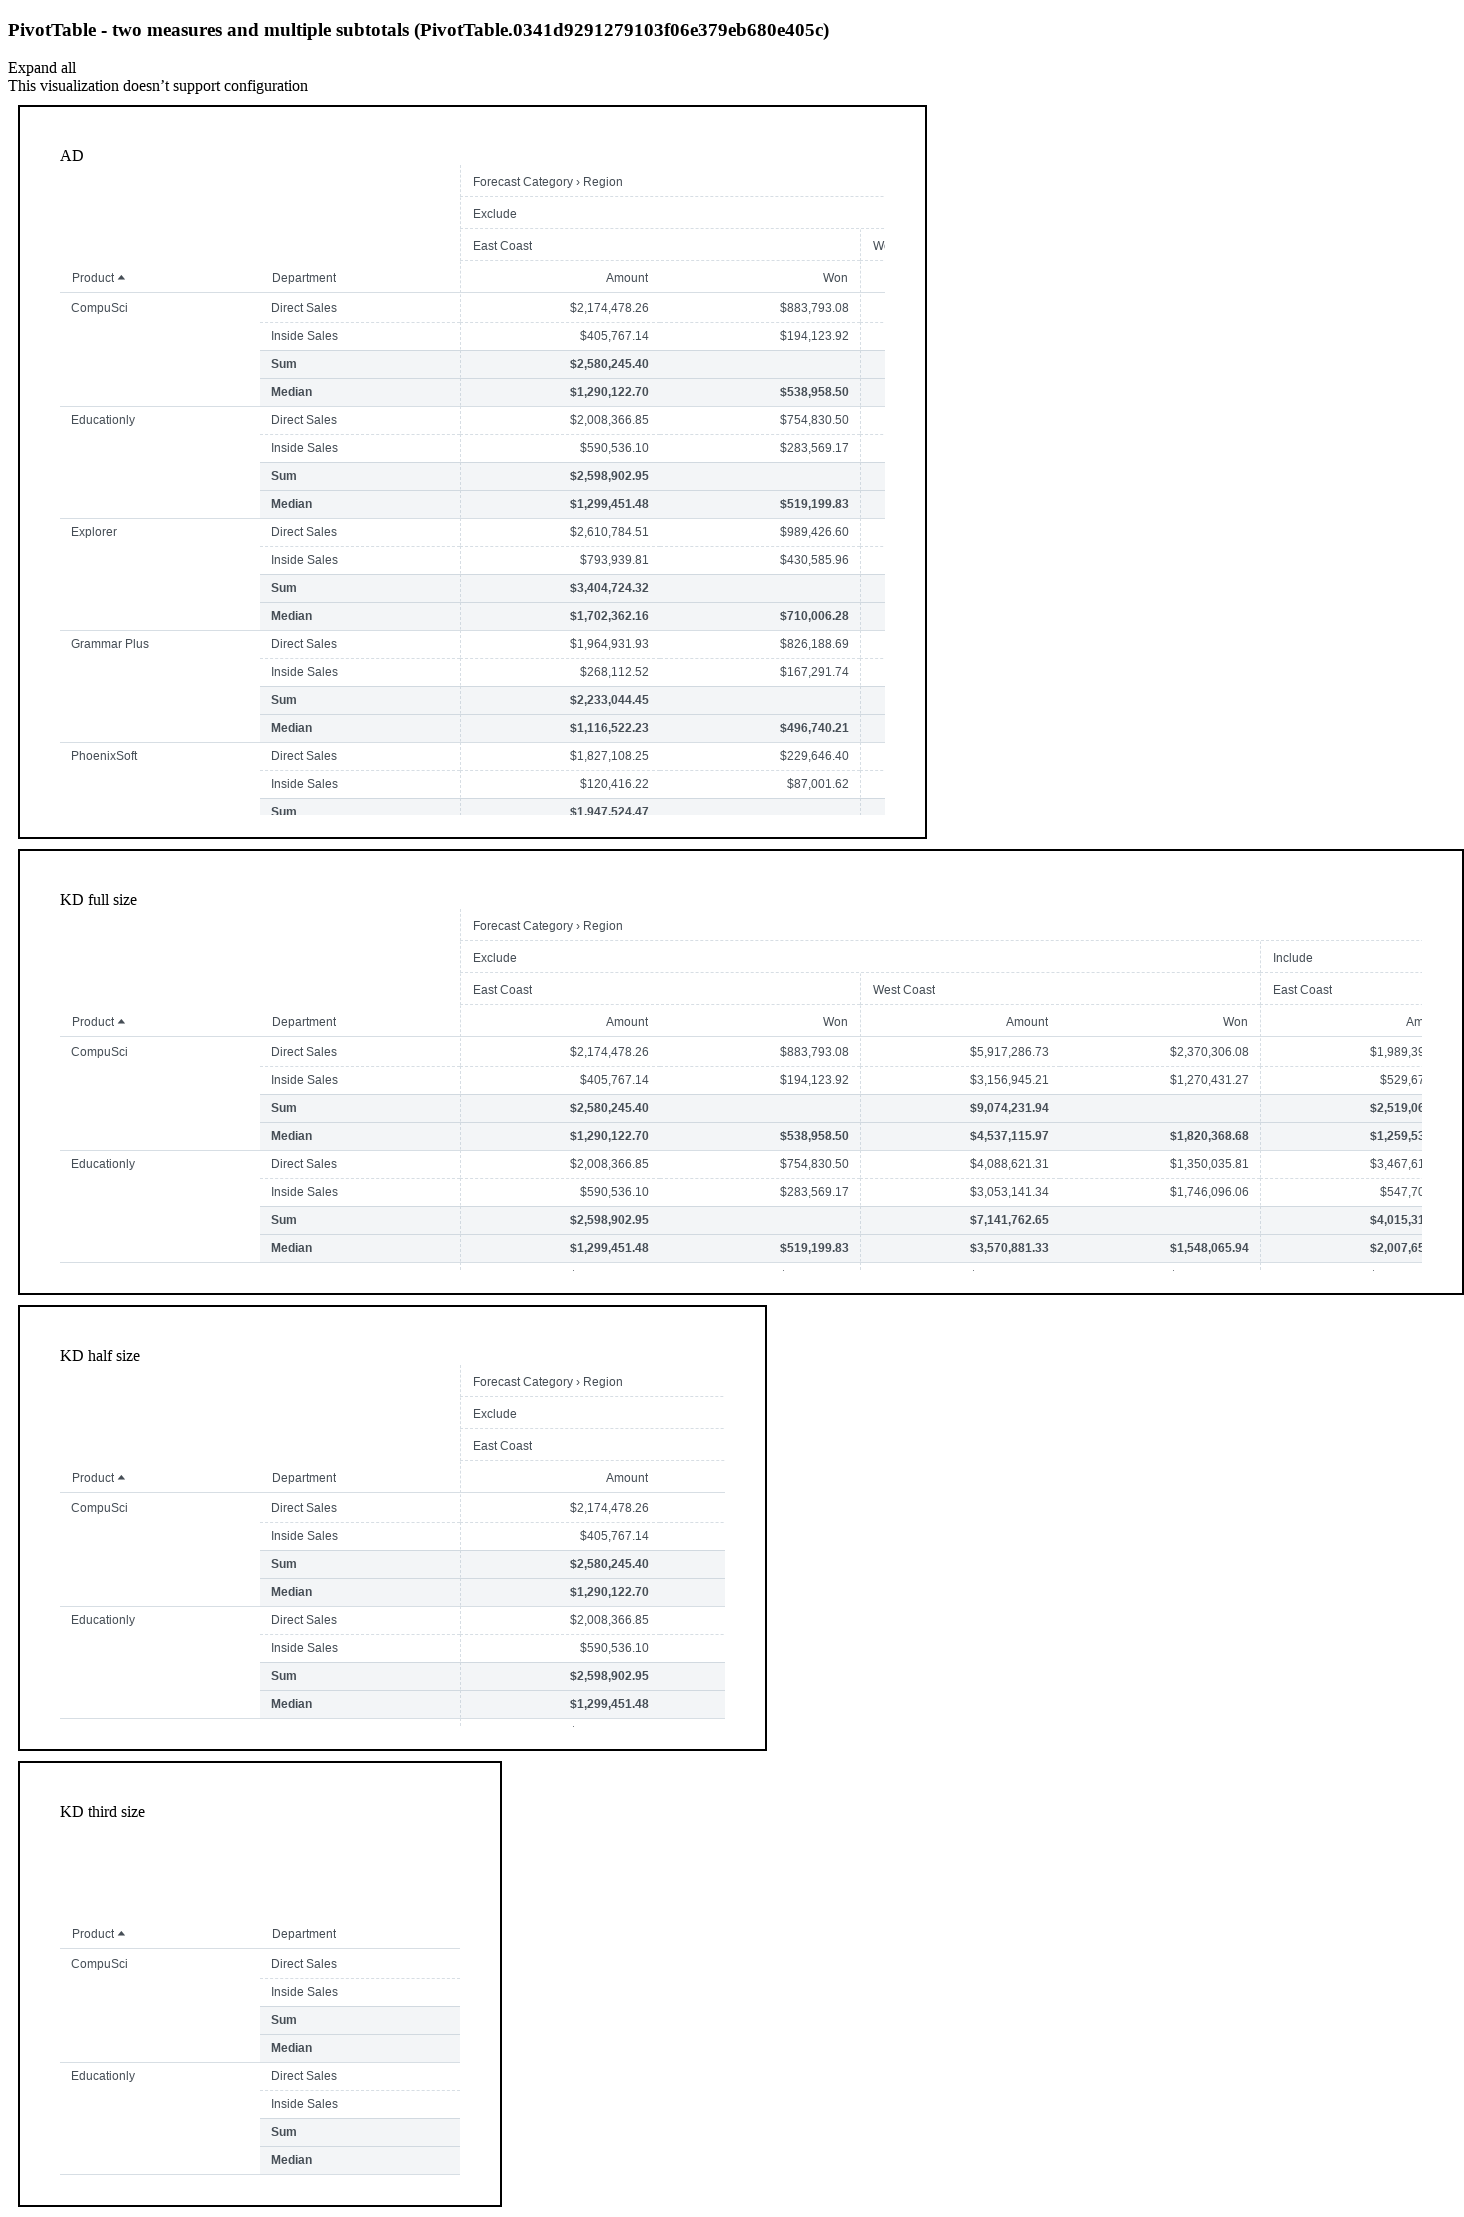 PivotTable - two measures and multiple subtotals (PivotTable.0341d9291279103f06e379eb680e405c)
Expand all
This visualization doesn’t support configuration
AD
Forecast Category › Region
Exclude
East Coast
Product Department Amount Won
CompuSci Direct Sales $2,174,478.26 $883,793.08
Inside Sales $405,767.14 $194,123.92
Sum $2,580,245.40
Median $1,290,122.70 $538,958.50
Educationly Direct Sales $2,008,366.85 $754,830.50
Inside Sales $590,536.10 $283,569.17
Sum $2,598,902.95
Median $1,299,451.48 $519,199.83
Explorer Direct Sales $2,610,784.51 $989,426.60
Inside Sales $793,939.81 $430,585.96
Sum $3,404,724.32
Median $1,702,362.16 $710,006.28
Grammar Plus Direct Sales $1,964,931.93 $826,188.69
Inside Sales $268,112.52 $167,291.74
Sum $2,233,044.45
Median $1,116,522.23 $496,740.21
PhoenixSoft Direct Sales $1,827,108.25 $229,646.40
Inside Sales $120,416.22 $87,001.62
Sum $1,947,524.47
KD full size
Forecast Category › Region
Exclude Include
East Coast West Coast East Coast
Product Department Amount Won Amount Won Am
CompuSci Direct Sales $2,174,478.26 $883,793.08 $5,917,286.73 $2,370,306.08 $1,989,39
Inside Sales $405,767.14 $194,123.92 $3,156,945.21 $1,270,431.27 $529,67
Sum $2,580,245.40 $9,074,231.94 $2,519,06
Median $1,290,122.70 $538,958.50 $4,537,115.97 $1,820,368.68 $1,259,53
Educationly Direct Sales $2,008,366.85 $754,830.50 $4,088,621.31 $1,350,035.81 $3,467,61
Inside Sales $590,536.10 $283,569.17 $3,053,141.34 $1,746,096.06 $547,70
Sum $2,598,902.95 $7,141,762.65 $4,015,31
Median $1,299,451.48 $519,199.83 $3,570,881.33 $1,548,065.94 $2,007,65
KD half size
Forecast Category › Region
Exclude
East Coast
Product Department Amount
CompuSci Direct Sales $2,174,478.26
Inside Sales $405,767.14
Sum $2,580,245.40
Median $1,290,122.70
Educationly Direct Sales $2,008,366.85
Inside Sales $590,536.10
Sum $2,598,902.95
Median $1,299,451.48
KD third size
Product Department
CompuSci Direct Sales
Inside Sales
Sum
Median
Educationly Direct Sales
Inside Sales
Sum
Median